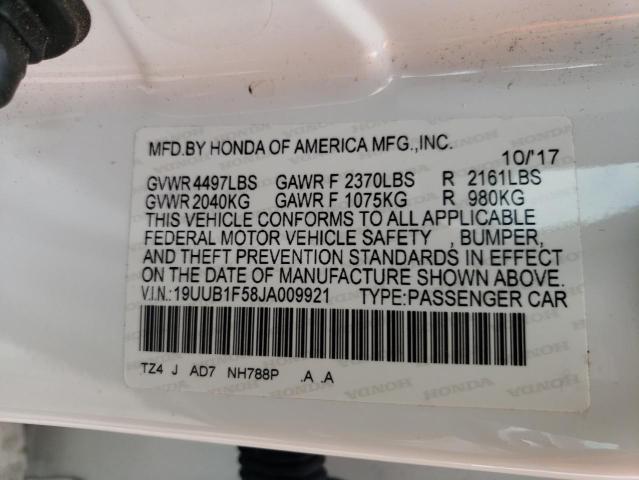 MFD.BY HONDA OF AMERICA MFG.,INC. 10/'17
GVWR 4497LBS GAWR F 2370LBS R 2161LBS
GVWR 2040KG GAWR F 1075KG R 980KG
THIS VEHICLE CONFORMS TO ALL APPLICABLE
FEDERAL MOTOR VEHICLE SAFETY , BUMPER,
AND THEFT PREVENTION STANDARDS IN EFFECT
ON THE DATE OF MANUFACTURE SHOWN ABOVE.
V.I.N.:19UUB1F58JA009921 TYPE:PASSENGER CAR
TZ4 J AD7 NH788P .A .A